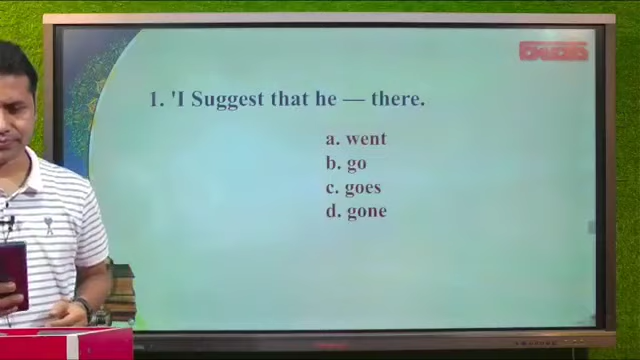 1. 'I Suggest that he — there.
a. went
b. go
c. goes
d. gone